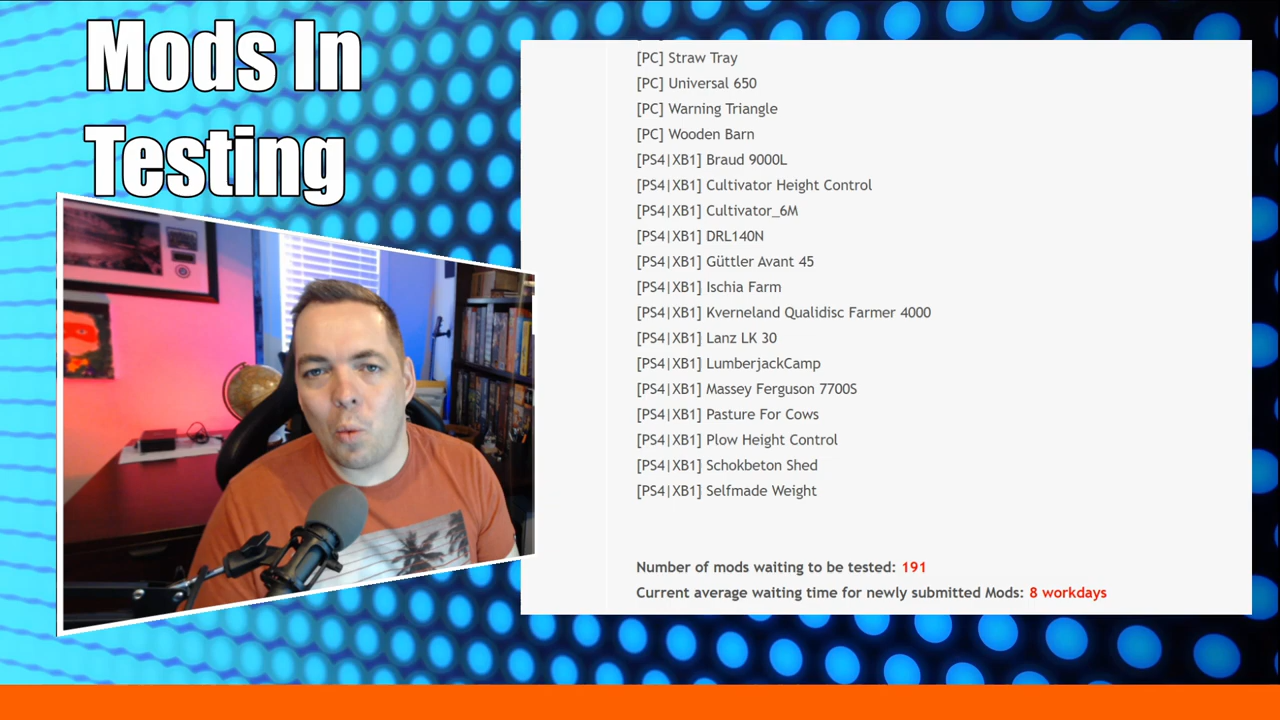 Mods In
Testing
[PC] Straw Tray
[PC] Universal 650
[PC] Warning Triangle
[PC] Wooden Barn
[PS4|XB1] Braud 9000L
[PS4|XB1] Cultivator Height Control
[PS4|XB1] Cultivator_6M
[PS4|XB1] DRL140N
[PS4|XB1] Güttler Avant 45
[PS4|XB1] Ischia Farm
[PS4|XB1] Kverneland Qualidisc Farmer 4000
[PS4|XB1] Lanz LK 30
[PS4|XB1] LumberjackCamp
[PS4|XB1] Massey Ferguson 7700S
[PS4|XB1] Pasture For Cows
[PS4|XB1] Plow Height Control
[PS4|XB1] Schokbeton Shed
[PS4|XB1] Selfmade Weight
Number of mods waiting to be tested: 191
Current average waiting time for newly submitted Mods: 8 workdays